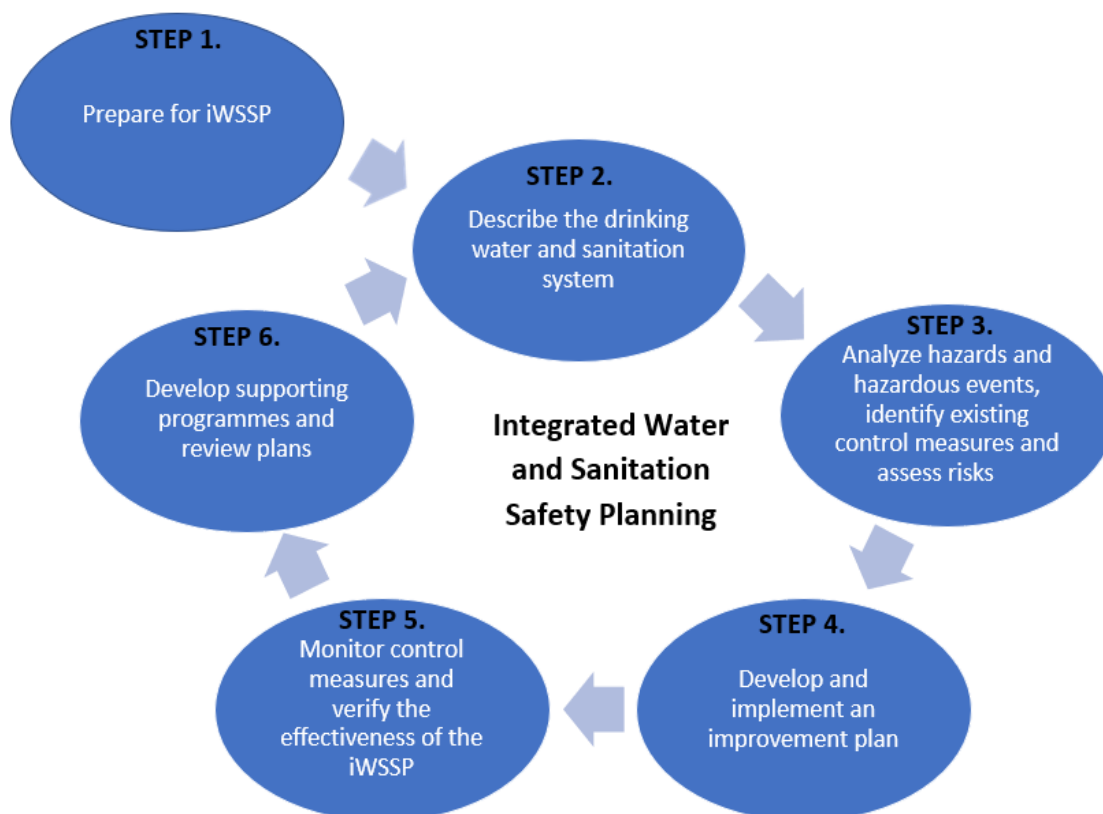 STEP 1.
Prepare for iWSSP
STEP 2.
Describe the drinking
water and sanitation
system
STEP 3.
Analyze hazards and
hazardous events,
identify existing
control measures and
assess risks
STEP 4.
Develop and
implement an
improvement plan
STEP 5.
Monitor control
measures and
verify the
effectiveness of the
iWSSP
STEP 6.
Develop supporting
programmes and
review plans
Integrated Water
and Sanitation
Safety Planning